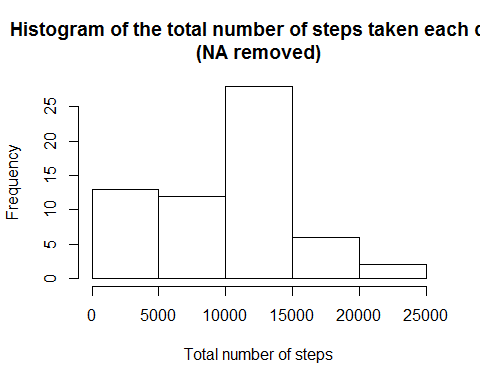 Histogram of the total number of steps taken each
(NA removed)
Frequency
25
20
15
10
5
0
0 5000 10000 15000 20000 25000
Total number of steps